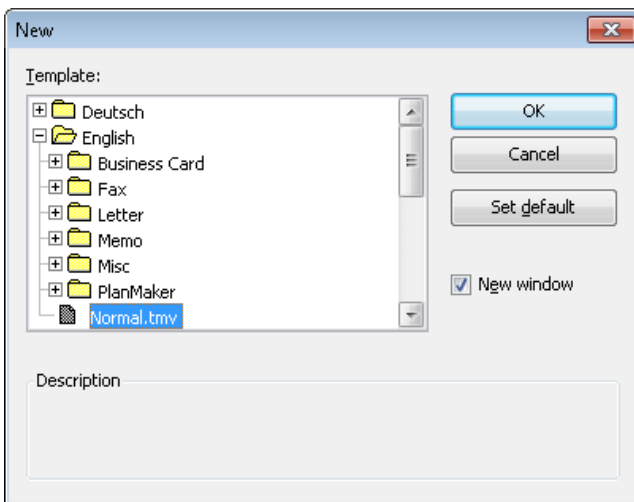 New
Template:
Deutsch
English
Business Card
Fax
Letter
Memo
Misc
PlanMaker
Normal.tmv
OK
Cancel
Set default
New window
Description